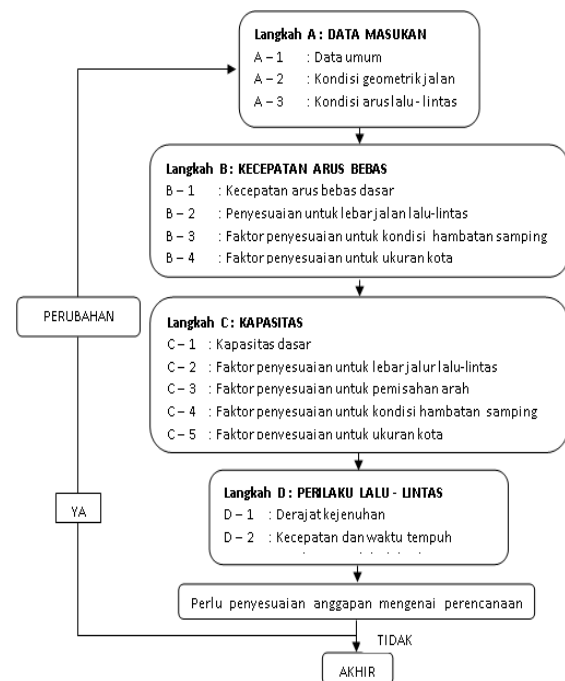 Langkah A : DATA MASUKAN
A – 1 : Data umum
A – 2 : Kondisi geometrik jalan
A – 3 : Kondisi arus lalu - lintas
Langkah B: KECEPATAN ARUS BEBAS
B – 1 : Kecepatan arus bebas dasar
B – 2 : Penyesuaian untuk lebar jalan lalu-lintas
B – 3 : Faktor penyesuaian untuk kondisi hambatan samping
B – 4 : Faktor penyesuaian untuk ukuran kota
PERUBAHAN
Langkah C : KAPASITAS
C – 1 : Kapasitas dasar
C – 2 : Faktor penyesuaian untuk lebar jalur lalu-lintas
C – 3 : Faktor penyesuaian untuk pemisahan arah
C – 4 : Faktor penyesuaian untuk kondisi hambatan samping
C – 5 : Faktor penyesuaian untuk ukuran kota
Langkah D : PERILAKU LALU - LINTAS
D – 1 : Derajat kejenuhan
D – 2 : Kecepatan dan waktu tempuh
YA
Perlu penyesuaian anggapan mengenai perencanaan
TIDAK
AKHIR